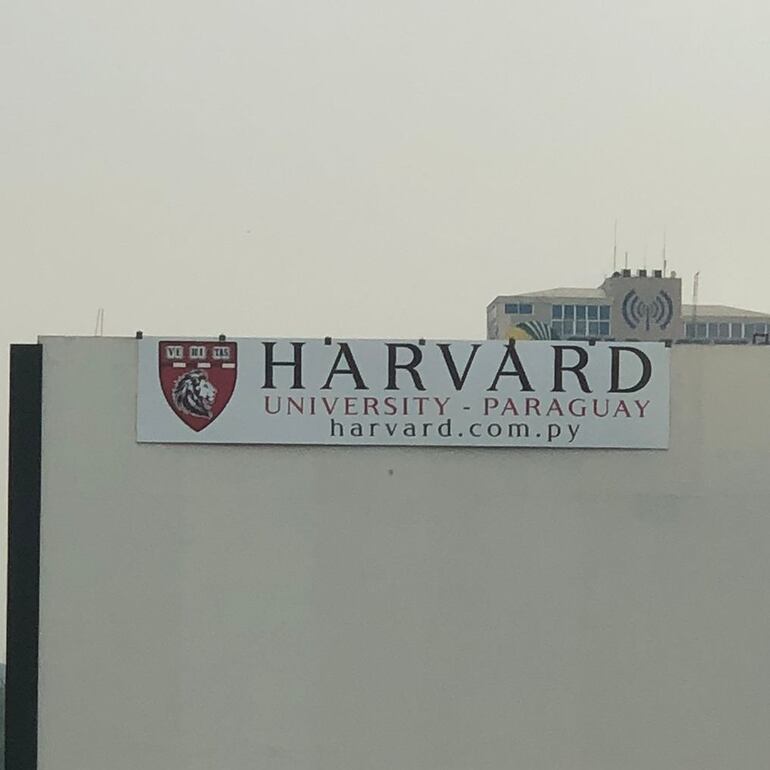 VE RI TAS
HARVARD
UNIVERSITY - PARAGUAY
harvard.com.py